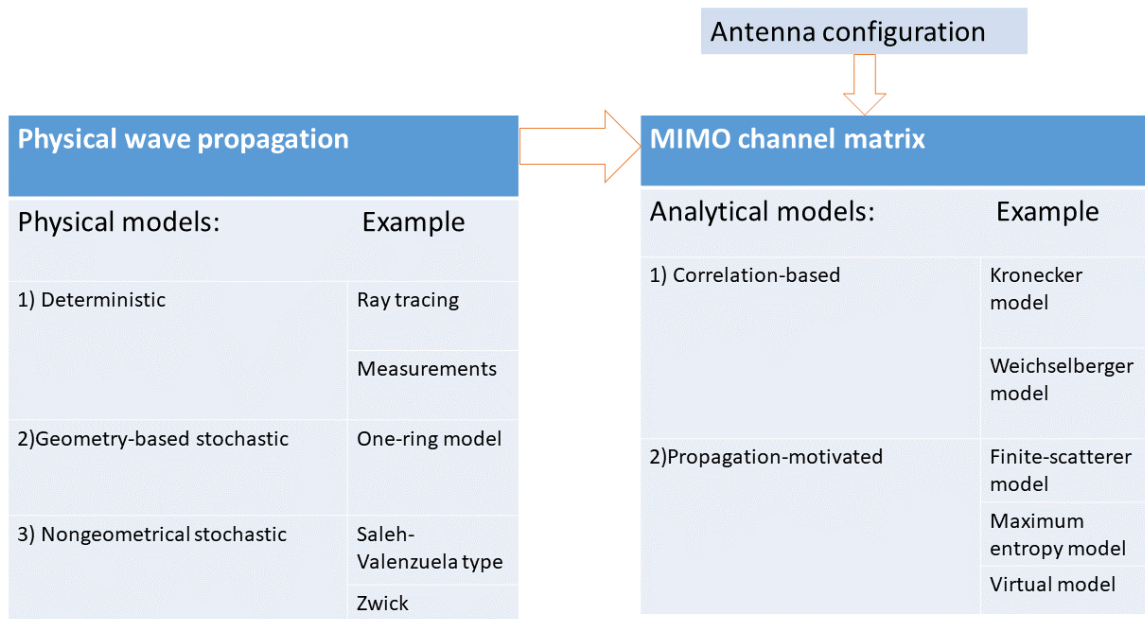 Antenna configuration
Physical wave propagation
Physical models: Example
1) Deterministic Ray tracing
Measurements
2)Geometry-based stochastic One-ring model
3) Nongeometrical stochastic Saleh-
Valenzuela type
Zwick
MIMO channel matrix
Analytical models: Example
1) Correlation-based Kronecker
model
Weichselberger
model
2)Propagation-motivated Finite-scatterer
model
Maximum
entropy model
Virtual model